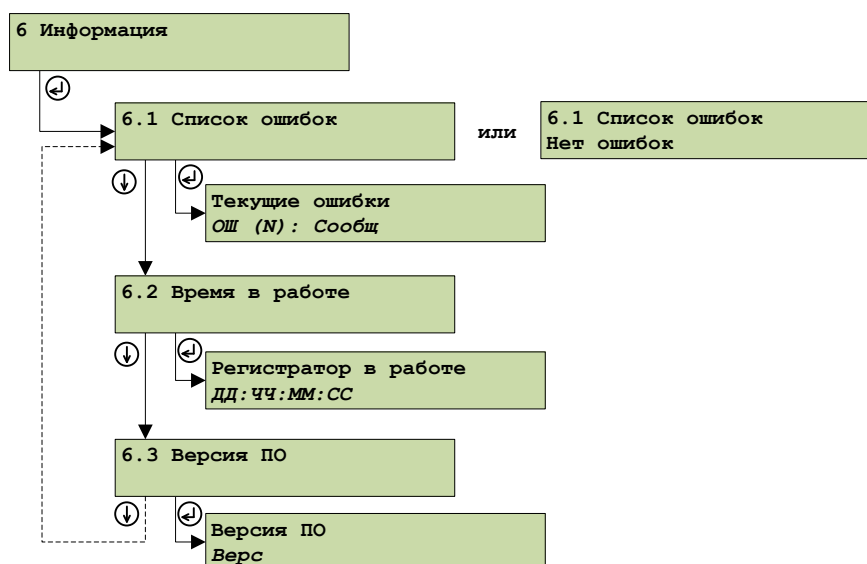 6 Информация
6.1 Список ошибок
или
6.1 Список ошибок
Нет ошибок
Текущие ошибки
ОШ (N): Сообщ
6.2 Время в работе
Регистратор в работе
ДД:ЧЧ:ММ:СС
6.3 Версия ПО
Версия ПО
Верс